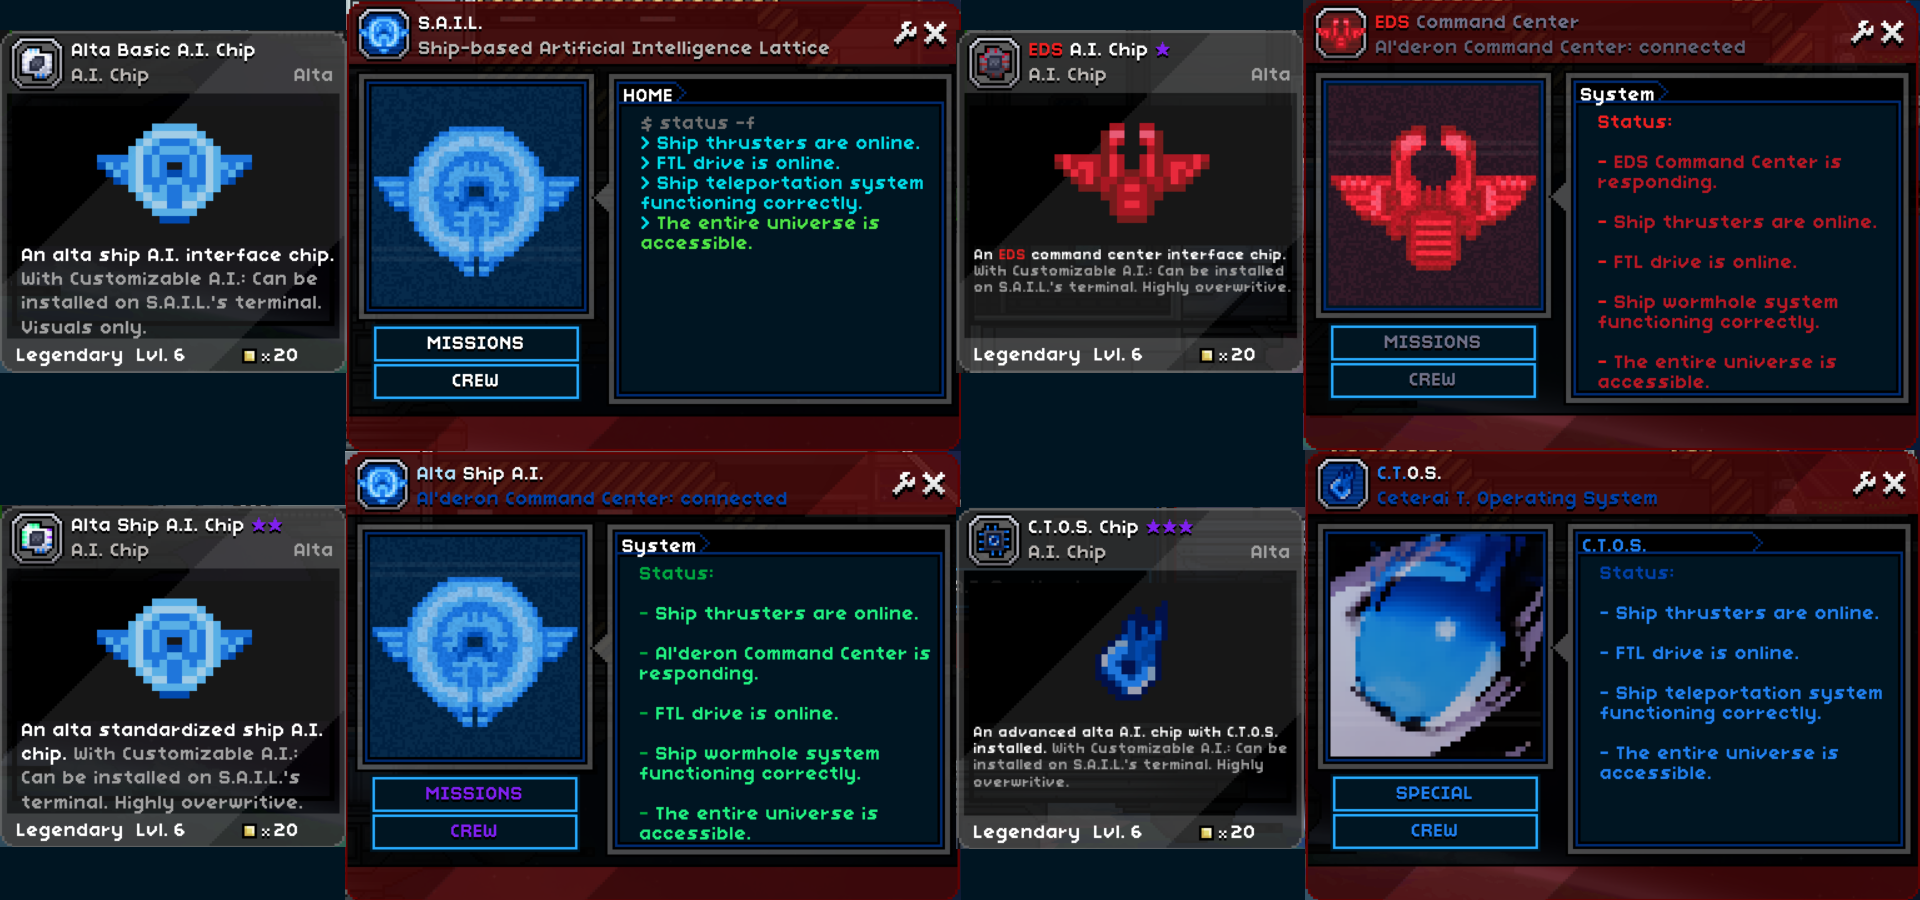 Alta Basic A.I. Chip
A.I. Chip
Alta
An alta ship A.I. interface chip.
With Customizable A.I.: Can be
installed on S.A.I.L.'s terminal.
Visuals only.
Legendary Lvl. 6
x20
S.A.I.L.
Ship-based Artificial Intelligence Lattice
HOME
$ status -f
> Ship thrusters are online.
> FTL drive is online.
> Ship teleportation system
functioning correctly.
> The entire universe is
accessible.
MISSIONS
CREW
EDS A.I. Chip ★
A.I. Chip
Alta
An EDS command center interface chip.
With Customizable A.I.: Can be installed
on S.A.I.L.'s terminal. Highly overwritive.
Legendary Lvl. 6
x20
EDS Command Center
Al'deron Command Center: connected
System
Status:
- EDS Command Center is
responding.
- Ship thrusters are online.
- FTL drive is online.
- Ship wormhole system
functioning correctly.
- The entire universe is
accessible.
MISSIONS
CREW
Alta Ship A.I. Chip ★★
A.I. Chip
Alta
An alta standardized ship A.I.
chip. With Customizable A.I.:
Can be installed on S.A.I.L.'s
terminal. Highly overwritive.
Legendary Lvl. 6
x20
Alta Ship A.I.
Al'deron Command Center: connected
System
Status:
- Ship thrusters are online.
- Al'deron Command Center is
responding.
- FTL drive is online.
- Ship wormhole system
functioning correctly.
- The entire universe is
accessible.
MISSIONS
CREW
C.T.O.S. Chip ★★★
A.I. Chip
Alta
An advanced alta A.I. chip with C.T.O.S.
installed. With Customizable A.I.: Can be
installed on S.A.I.L.'s terminal. Highly
overwritive.
Legendary Lvl. 6
x20
C.T.O.S.
Ceterai T. Operating System
C.T.O.S.
Status:
- Ship thrusters are online.
- FTL drive is online.
- Ship teleportation system
functioning correctly.
- The entire universe is
accessible.
SPECIAL
CREW